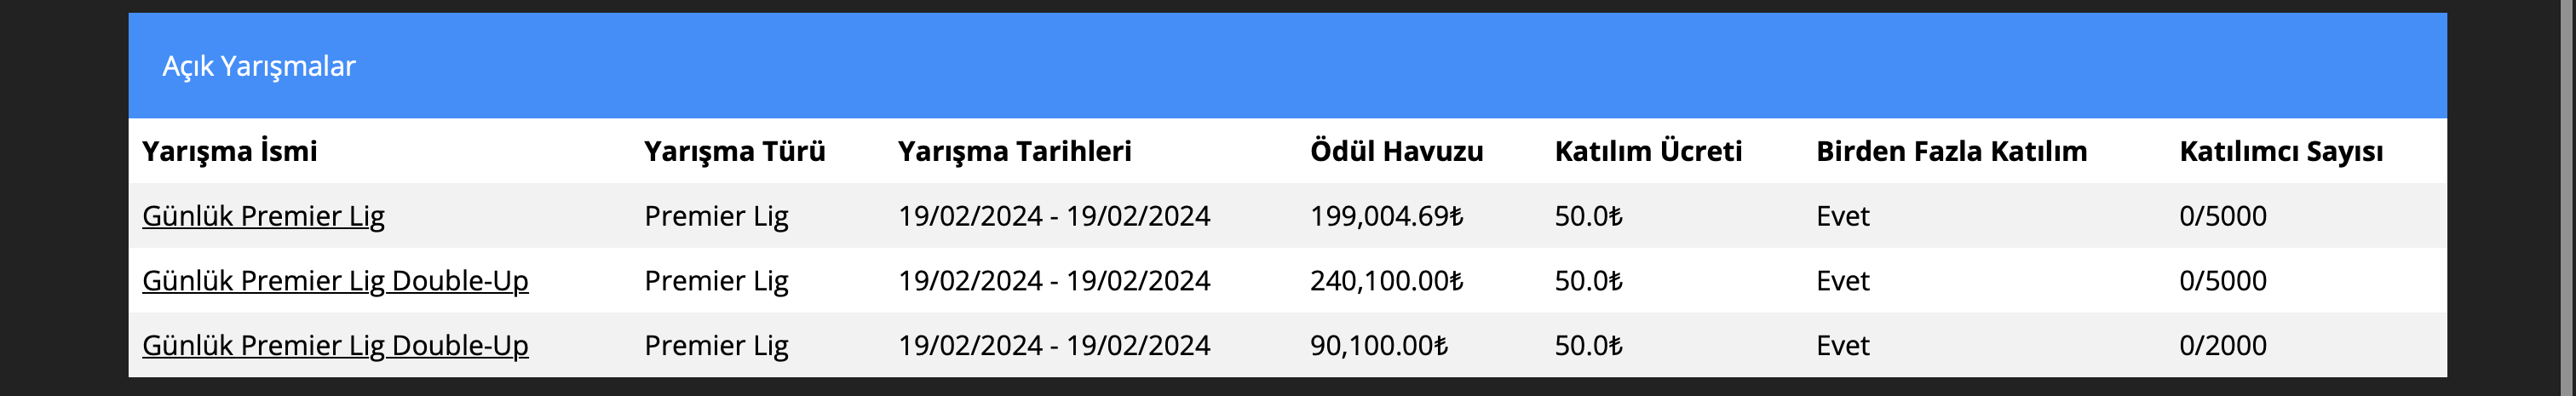 Açık Yarışmalar
Yarışma İsmi Yarışma Türü Yarışma Tarihleri Ödül Havuzu Katılım Ücreti Birden Fazla Katılım Katılımcı Sayısı
Günlük Premier Lig Premier Lig 19/02/2024 - 19/02/2024 199,004.69₺ 50.0₺ Evet 0/5000
Günlük Premier Lig Double-Up Premier Lig 19/02/2024 - 19/02/2024 240,100.00₺ 50.0₺ Evet 0/5000
Günlük Premier Lig Double-Up Premier Lig 19/02/2024 - 19/02/2024 90,100.00₺ 50.0₺ Evet 0/2000